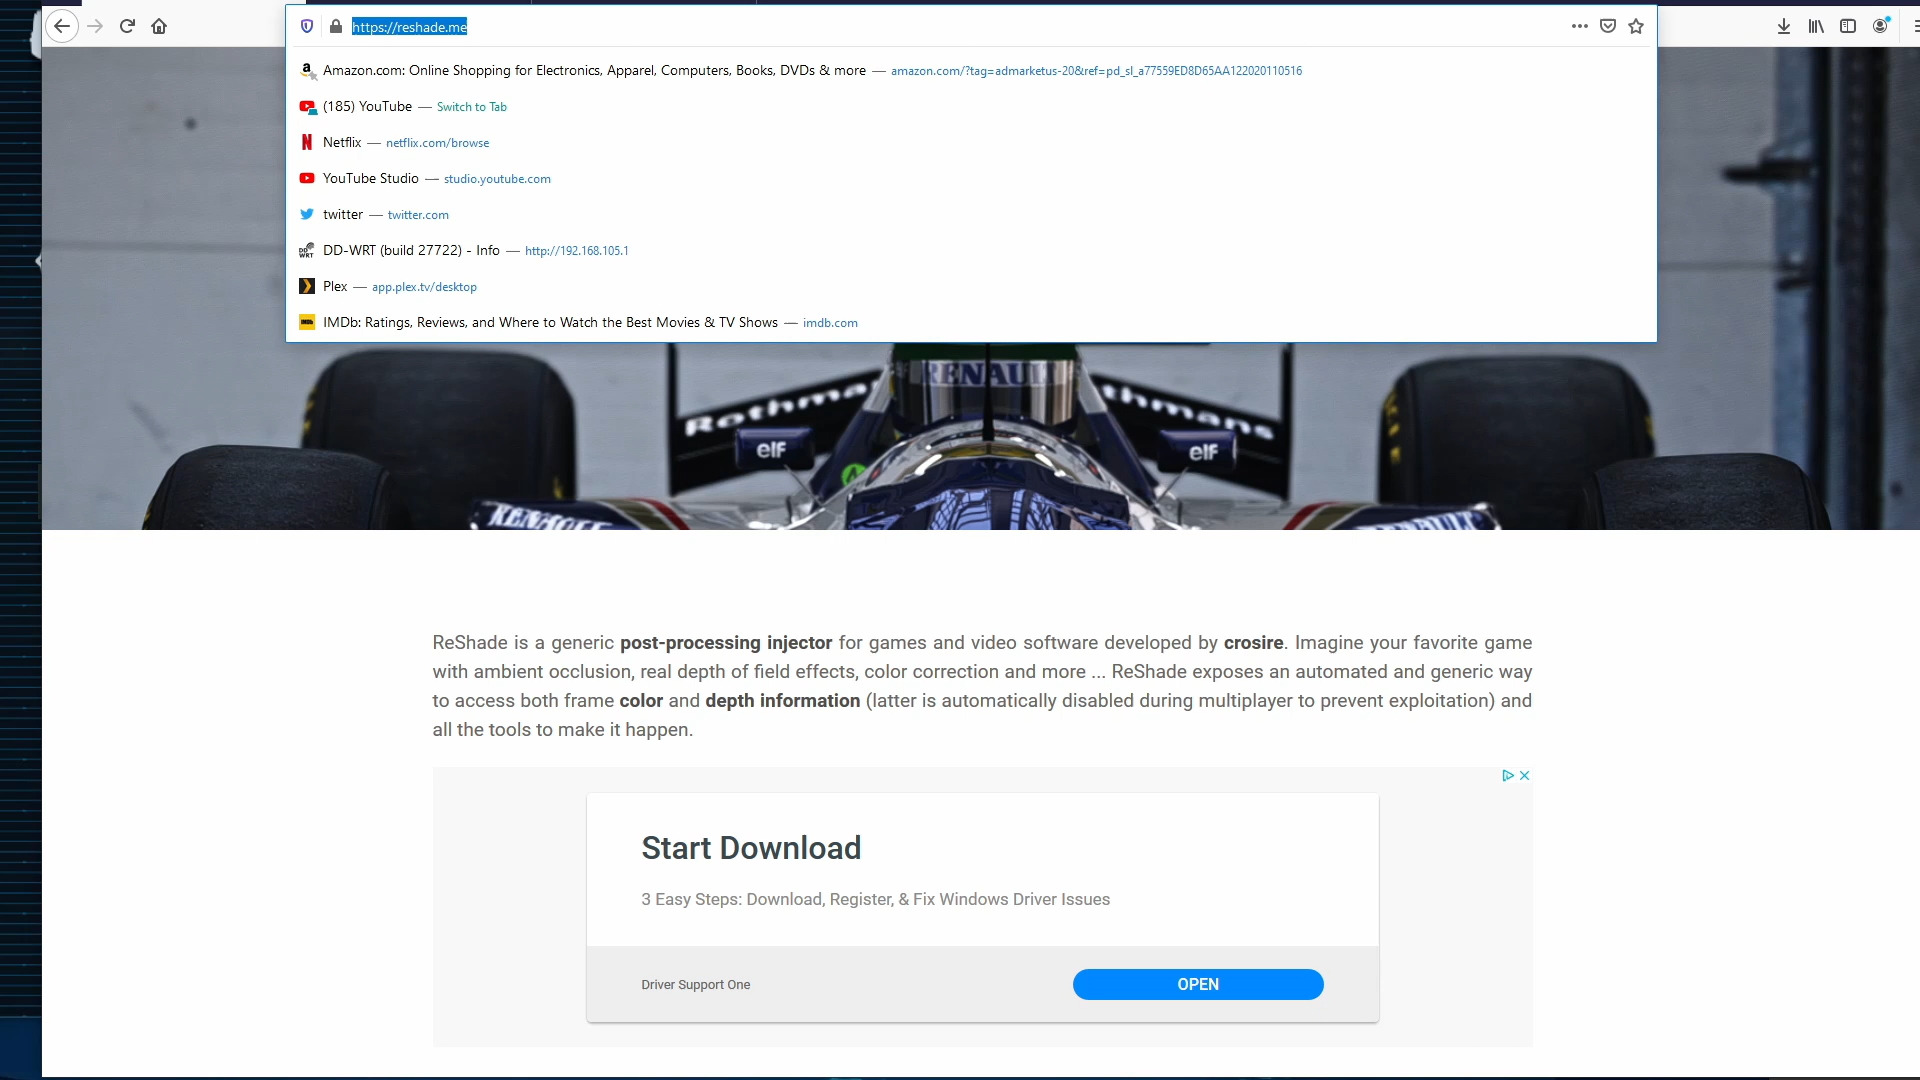 https://reshade.me
Amazon.com: Online Shopping for Electronics, Apparel, Computers, Books, DVDs & more — amazon.com/?tag=admarketus-20&ref=pd_sl_a77559ED8D65AA122020110516
(185) YouTube — Switch to Tab
Netflix — netflix.com/browse
YouTube Studio — studio.youtube.com
twitter — twitter.com
DD-WRT (build 27722) - Info — http://192.168.105.1
Plex — app.plex.tv/desktop
IMDb: Ratings, Reviews, and Where to Watch the Best Movies & TV Shows — imdb.com
RENAULT
Rothma
thmans
elf
elf
RENAULT
RENAULT
ReShade is a generic post-processing injector for games and video software developed by crosire. Imagine your favorite game
with ambient occlusion, real depth of field effects, color correction and more ... ReShade exposes an automated and generic way
to access both frame color and depth information (latter is automatically disabled during multiplayer to prevent exploitation) and
all the tools to make it happen.
Start Download
3 Easy Steps: Download, Register, & Fix Windows Driver Issues
Driver Support One
OPEN